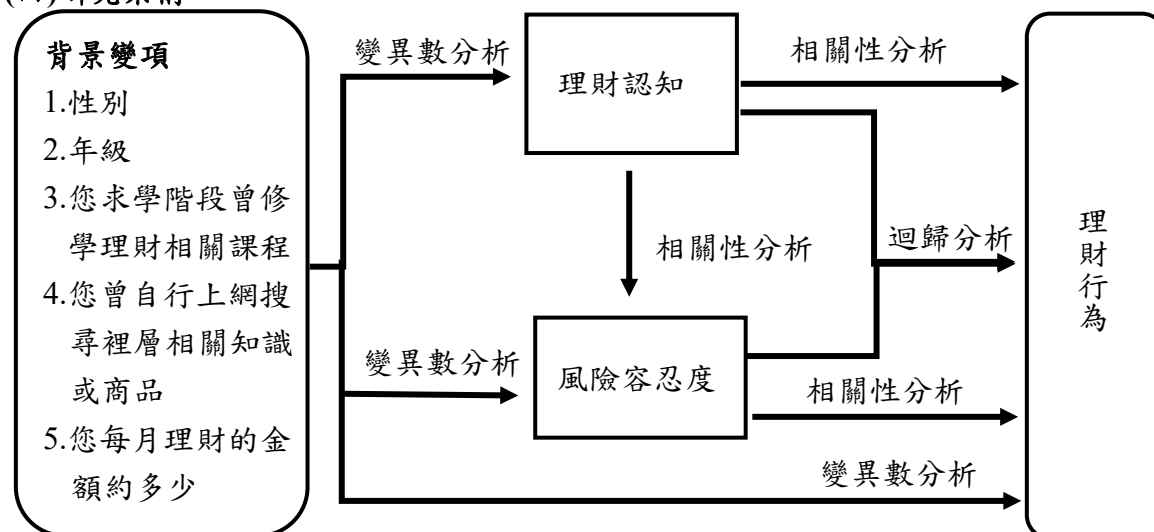 背景變項
1.性別
2.年級
3.您求學階段曾修
學理財相關課程
4.您曾自行上網搜
尋裡層相關知識
或商品
5.您每月理財的金
額約多少
變異數分析
理財認知
相關性分析
相關性分析
迴歸分析
變異數分析
風險容忍度
相關性分析
變異數分析
理財行為